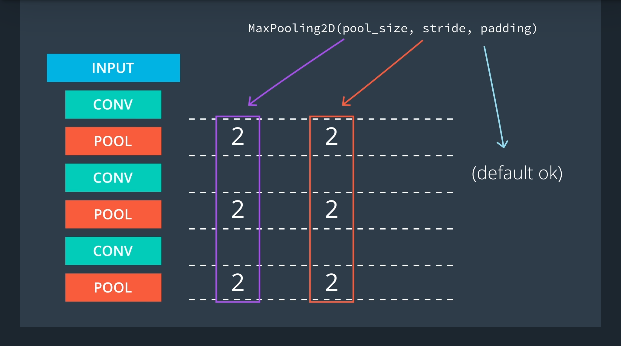 MaxPooling2D(pool_size, stride, padding)
INPUT
CONV
POOL 2 2
CONV
(default ok)
POOL 2 2
CONV
POOL 2 2